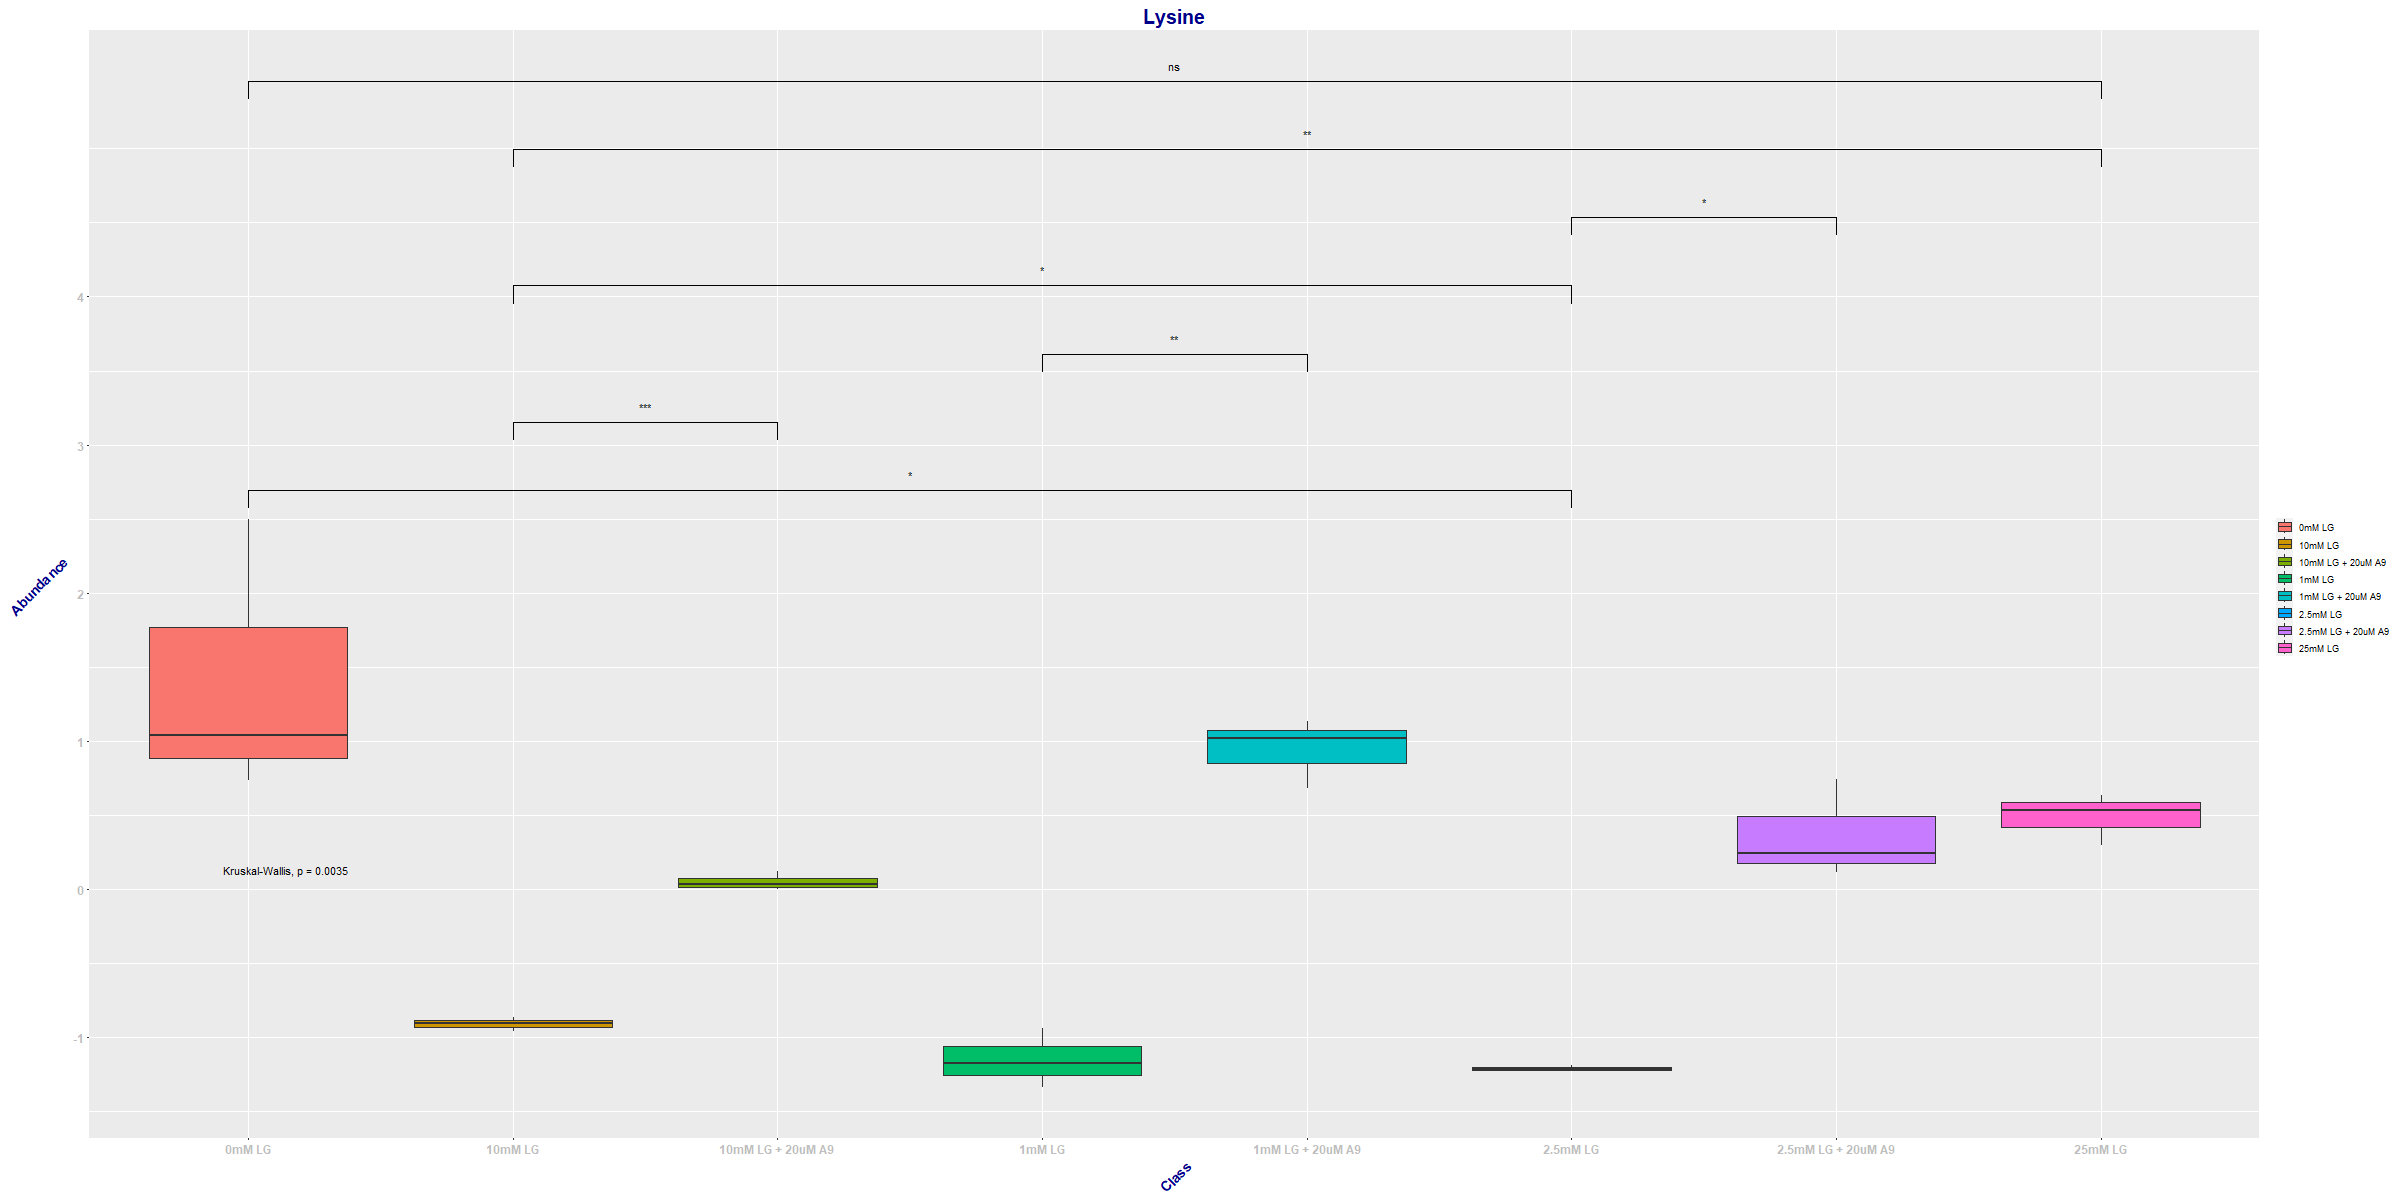 Lysine
ns
**
*
*
**
***
*
4
3
2
1
0
-1
Abundance
Kruskal-Wallis, p = 0.0035
0mM LG
10mM LG
10mM LG + 20uM A9
1mM LG
1mM LG + 20uM A9
2.5mM LG
2.5mM LG + 20uM A9
25mM LG
Class
0mM LG
10mM LG
10mM LG + 20uM A9
1mM LG
1mM LG + 20uM A9
2.5mM LG
2.5mM LG + 20uM A9
25mM LG